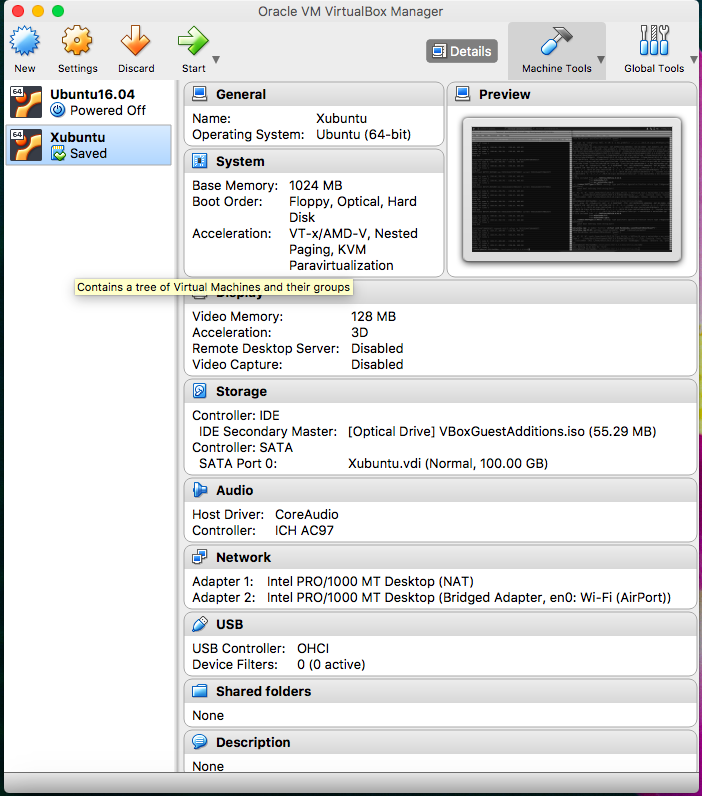 Oracle VM VirtualBox Manager
New
Settings
Discard
Start
Details
Machine Tools
Global Tools
64
Ubuntu16.04
Powered Off
64
Xubuntu
Saved
General
Name: Xubuntu
Operating System: Ubuntu (64-bit)
Preview
System
Base Memory: 1024 MB
Boot Order: Floppy, Optical, Hard
Disk
Acceleration: VT-x/AMD-V, Nested
Paging, KVM
Paravirtualization
Contains a tree of Virtual Machines and their groups
Display
Video Memory: 128 MB
Acceleration: 3D
Remote Desktop Server: Disabled
Video Capture: Disabled
Storage
Controller: IDE
IDE Secondary Master: [Optical Drive] VBoxGuestAdditions.iso (55.29 MB)
Controller: SATA
SATA Port 0: Xubuntu.vdi (Normal, 100.00 GB)
Audio
Host Driver: CoreAudio
Controller: ICH AC97
Network
Adapter 1: Intel PRO/1000 MT Desktop (NAT)
Adapter 2: Intel PRO/1000 MT Desktop (Bridged Adapter, en0: Wi-Fi (AirPort))
USB
USB Controller: OHCI
Device Filters: 0 (0 active)
Shared folders
None
Description
None